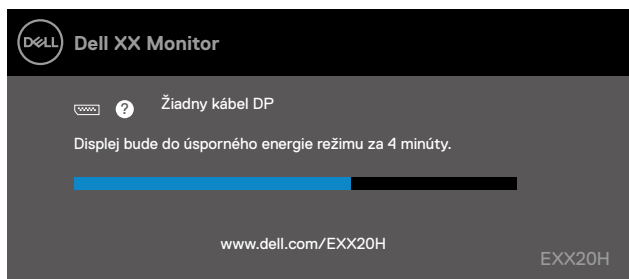 DELL
Dell XX Monitor
? Žiadny kábel DP
Displej bude do úsporného energie režimu za 4 minúty.
www.dell.com/EXX20H
EXX20H